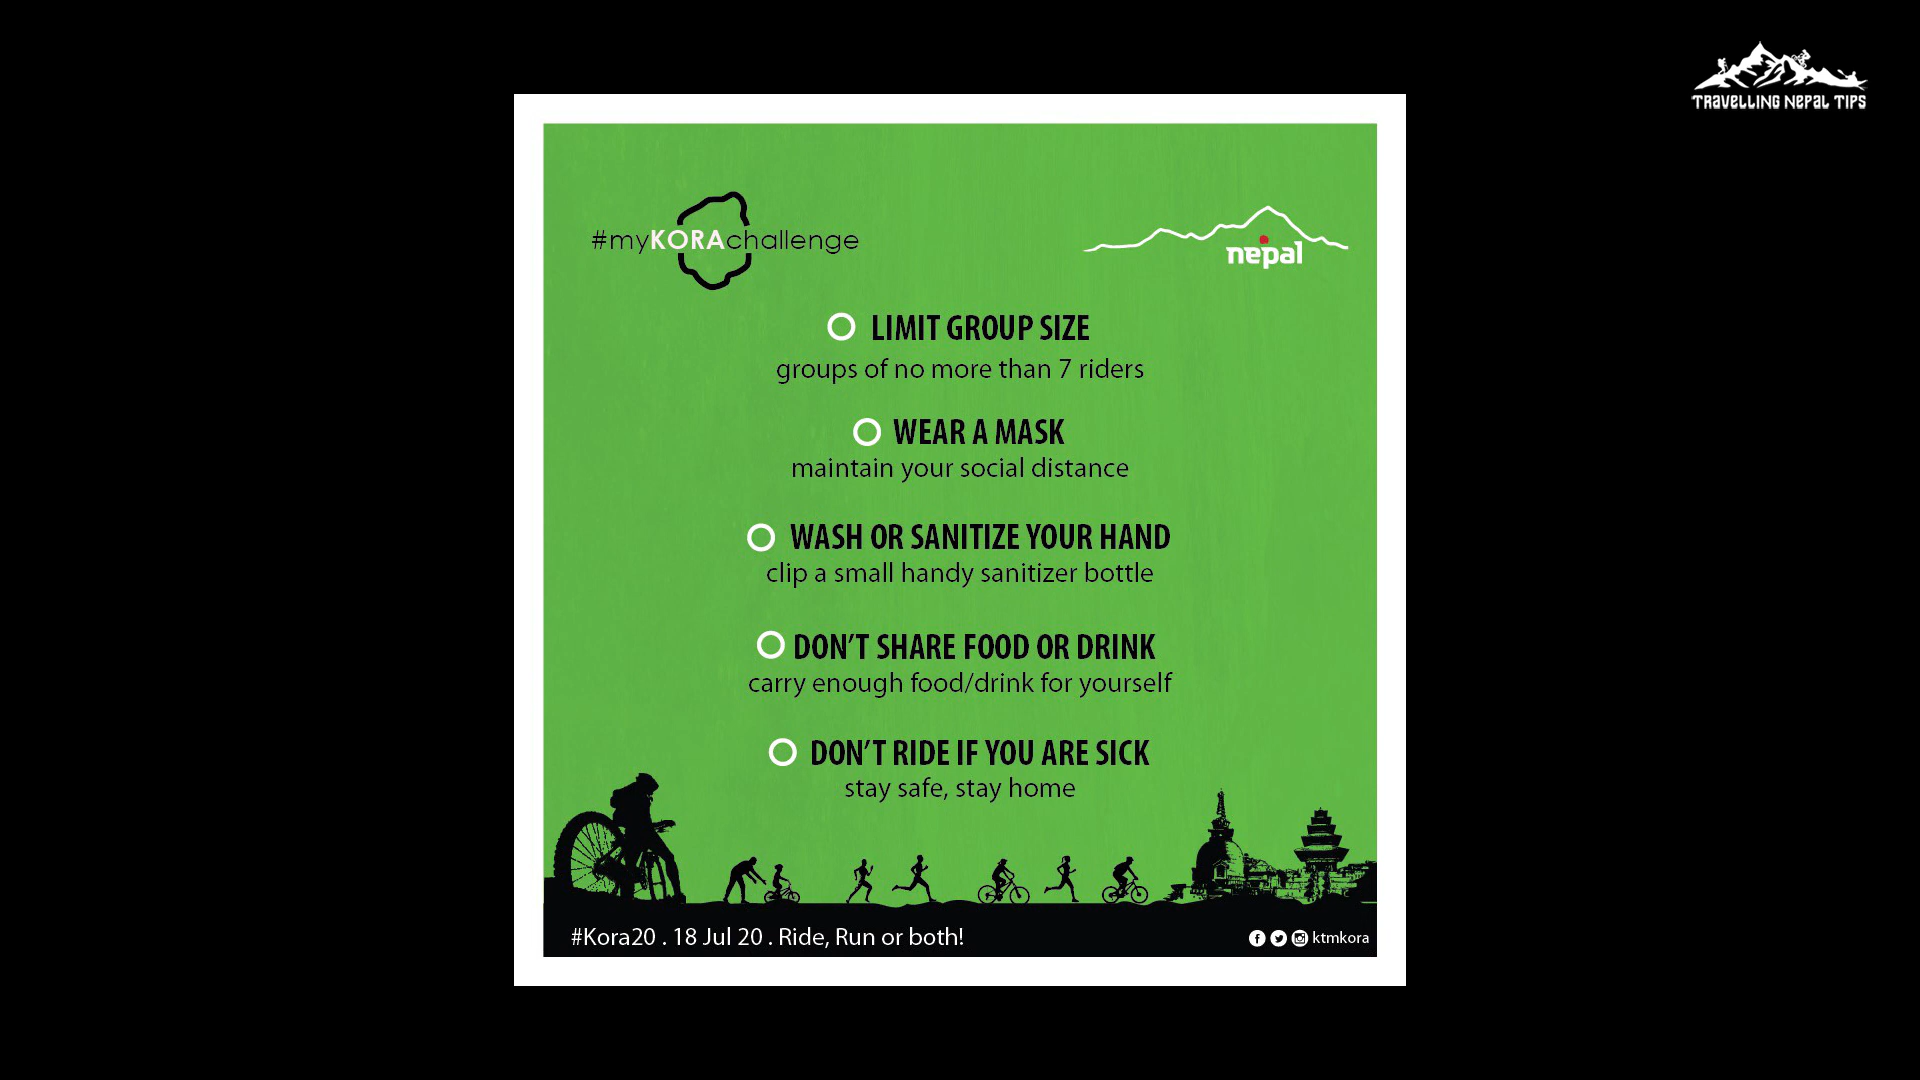 TRAVELLING NEPAL TIPS
#myKORAchallenge
nepal
LIMIT GROUP SIZE
groups of no more than 7 riders
WEAR A MASK
maintain your social distance
WASH OR SANITIZE YOUR HAND
clip a small handy sanitizer bottle
DON'T SHARE FOOD OR DRINK
carry enough food/drink for yourself
DON'T RIDE IF YOU ARE SICK
stay safe, stay home
#Kora20 . 18 Jul 20 . Ride, Run or both!
ktmkora